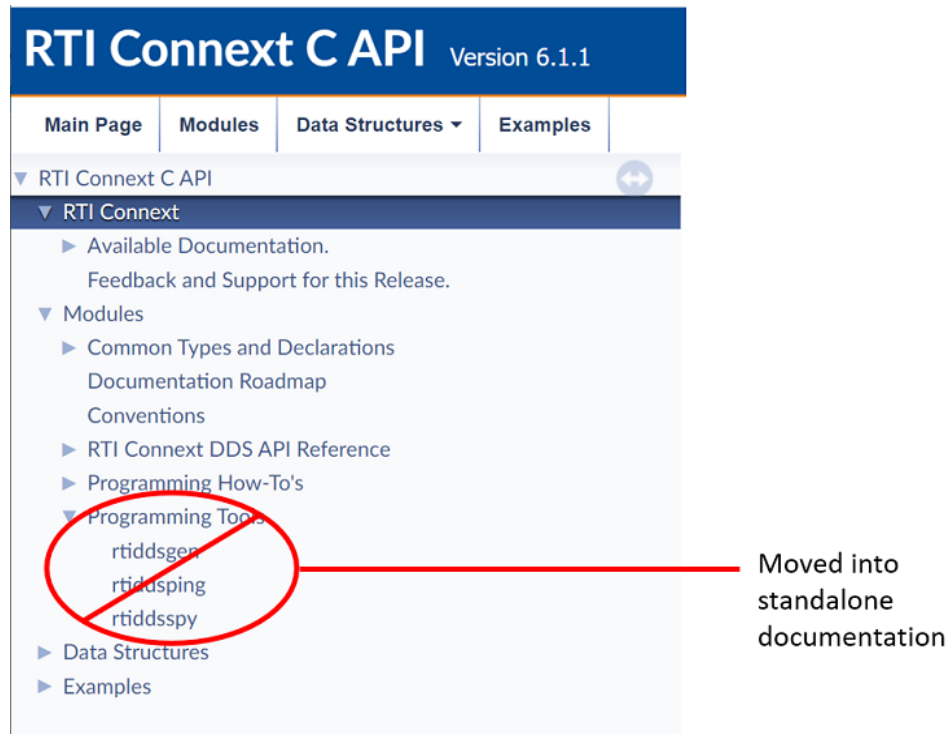 RTI Connext C API Version 6.1.1
Main Page Modules Data Structures Examples
RTI Connext C API
RTI Connext
Available Documentation.
Feedback and Support for this Release.
Modules
Common Types and Declarations
Documentation Roadmap
Conventions
RTI Connext DDS API Reference
Programming How-To's
Programming Tools
rtiddsgen
rtiddsping
rtiddsspy
Data Structures
Examples
Moved into
standalone
documentation